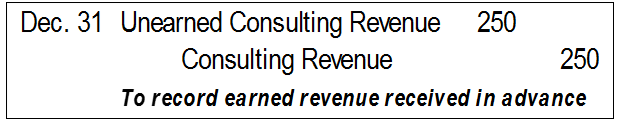 Dec. 31 Unearned Consulting Revenue 250
Consulting Revenue 250
To record earned revenue received in advance